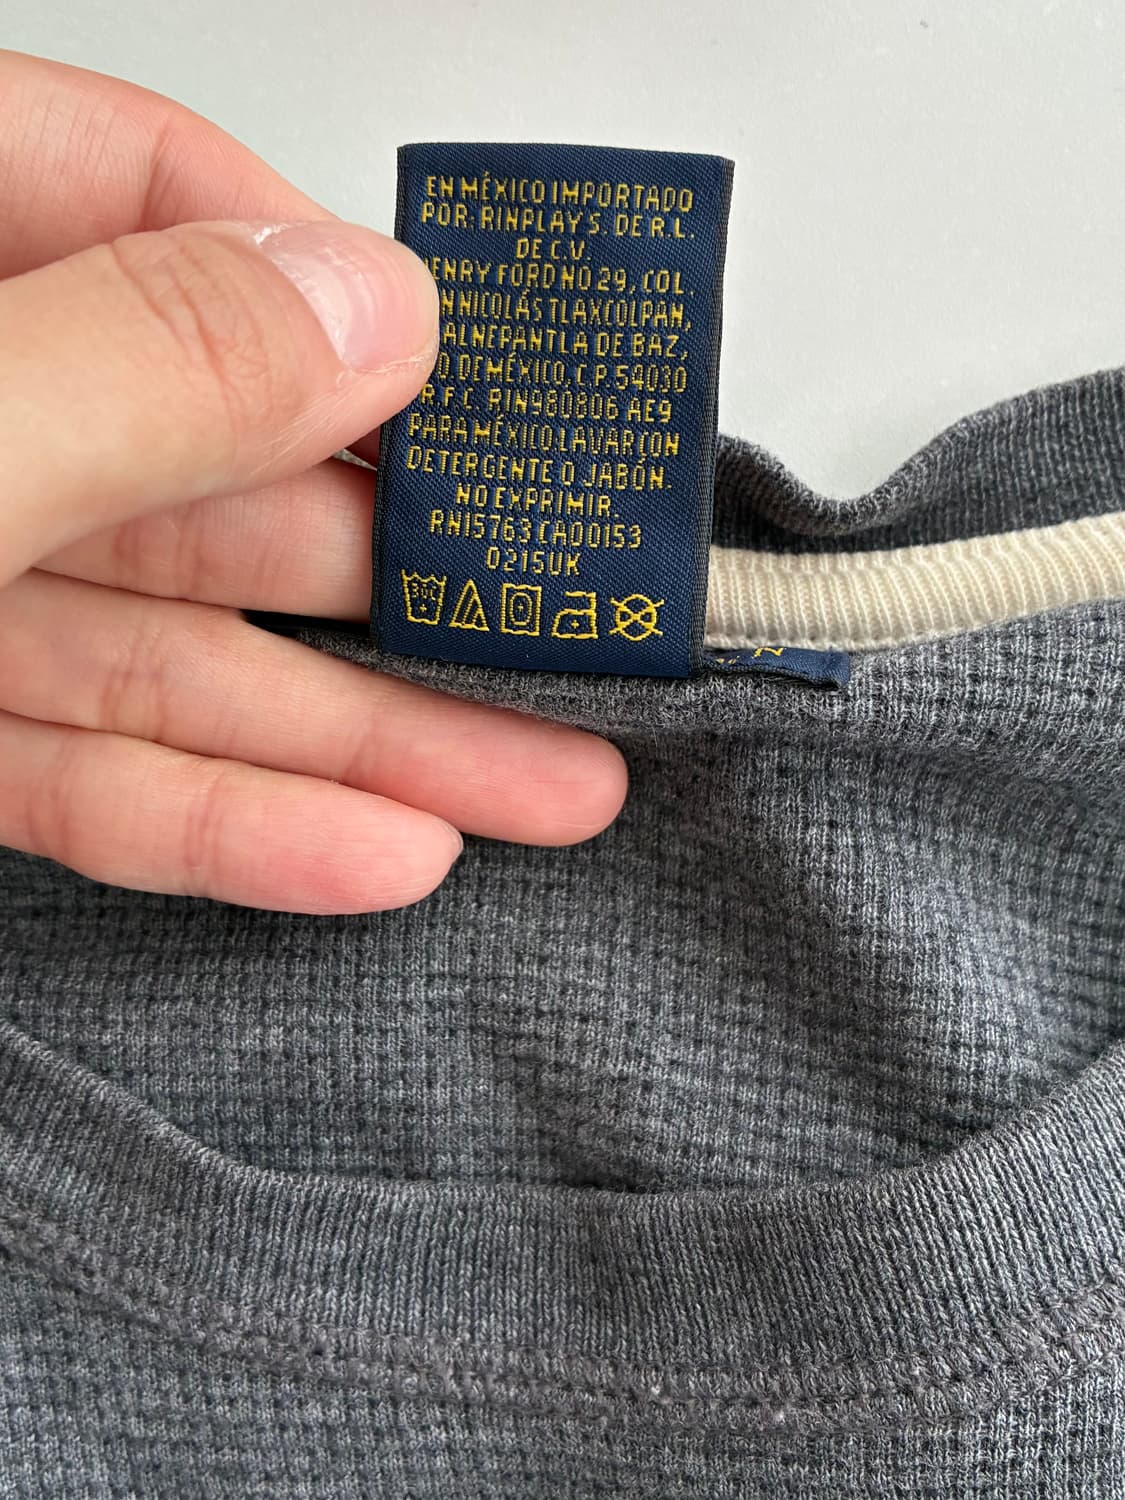 EN MÉXICO IMPORTADO
POR: RINPLAY S. DE R.L.
DE C.V.
ENRY FORD NO 29, COL.
N NICOLÁS TLAXCOLPAN,
ALNEPANTLA DE BAZ,
O. DE MÉXICO, C.P. 54030
R.F.C. RIN980806 AE9
PARA MÉXICO: LAVAR CON
DETERGENTE O JABÓN.
NO EXPRIMIR.
RN15763 CA00153
0215UK
30C